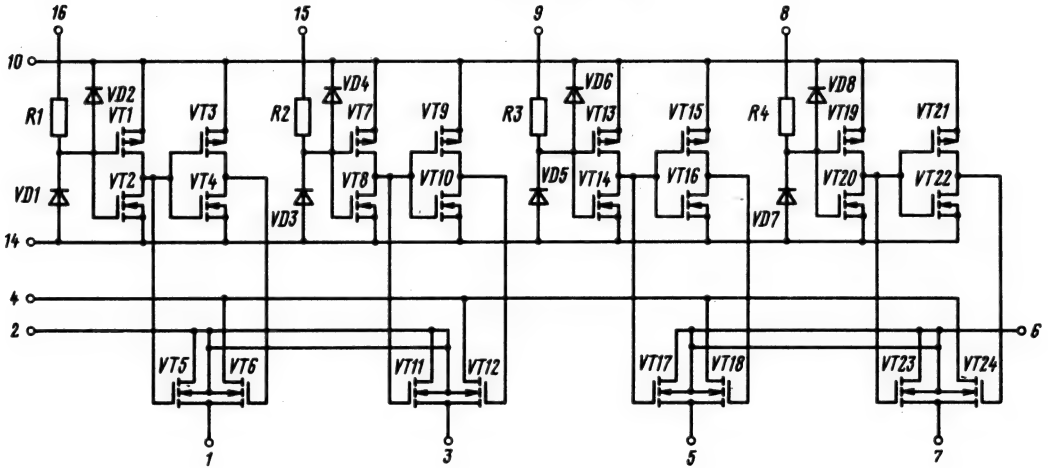 16 15 9 8
10
VD2 VD4 VD6 VD8
VT1 VT3 VT7 VT9 VT13 VT15 VT19 VT21
R1 R2 R3 R4
VT2 VT4 VT8 VT10 VT14 VT16 VT20 VT22
VD1 VD3 VD5 VD7
14
4
2 6
VT5 VT6 VT11 VT12 VT17 VT18 VT23 VT24
1 3 5 7